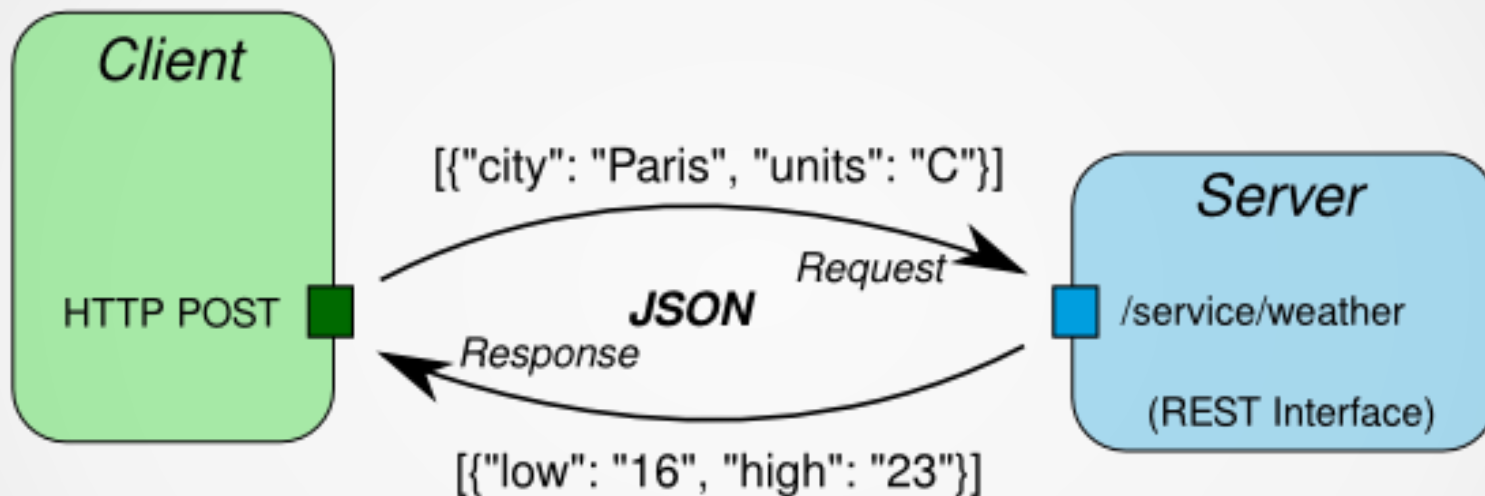 Client
[{"city": "Paris", "units": "C"}]
Server
Request
HTTP POST
JSON
/service/weather
Response
(REST Interface)
[{"low": "16", "high": "23"}]